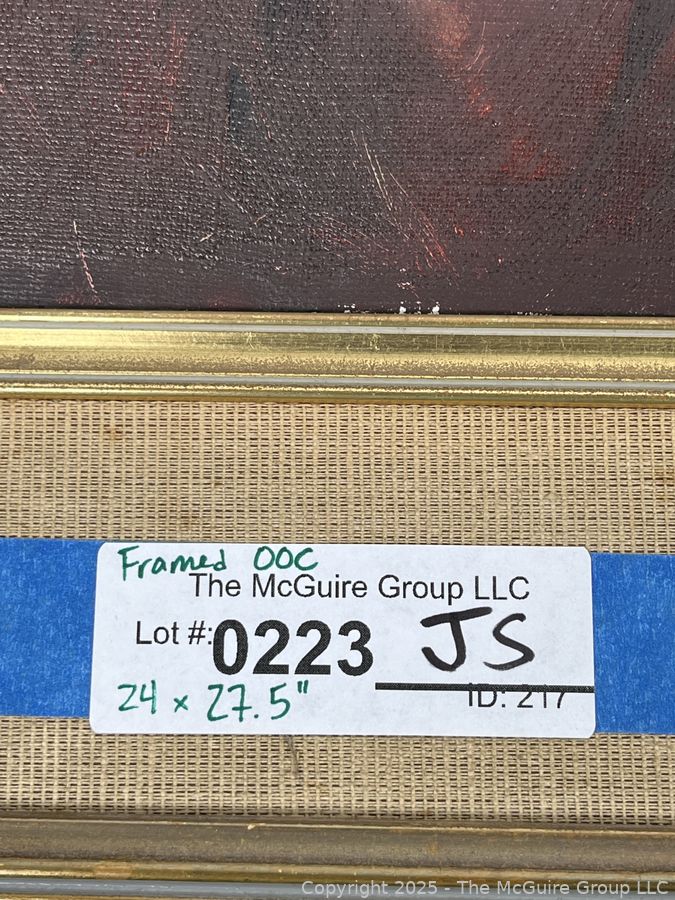 Framed OOC
The McGuire Group LLC
Lot #: 0223 JS
24 x 27.5"
ID: 217
Copyright 2025 - The McGuire Group LLC